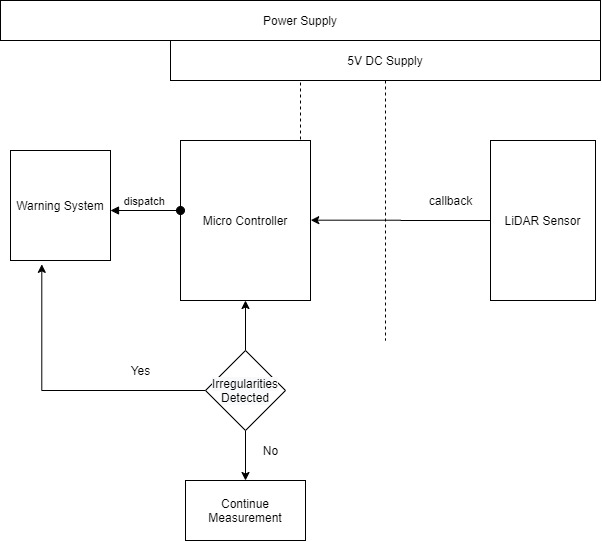 Power Supply
5V DC Supply
Warning System
dispatch
Micro Controller
callback
LiDAR Sensor
Yes
Irregularities
Detected
No
Continue
Measurement